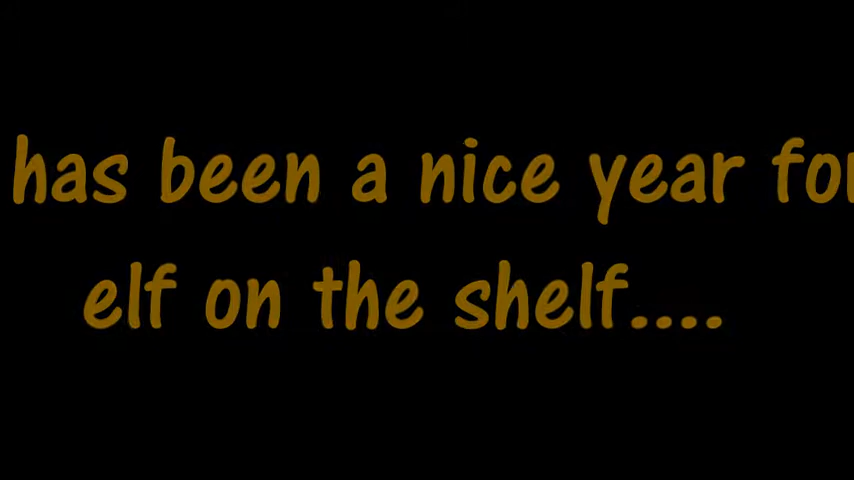 has been a nice year for
elf on the shelf....